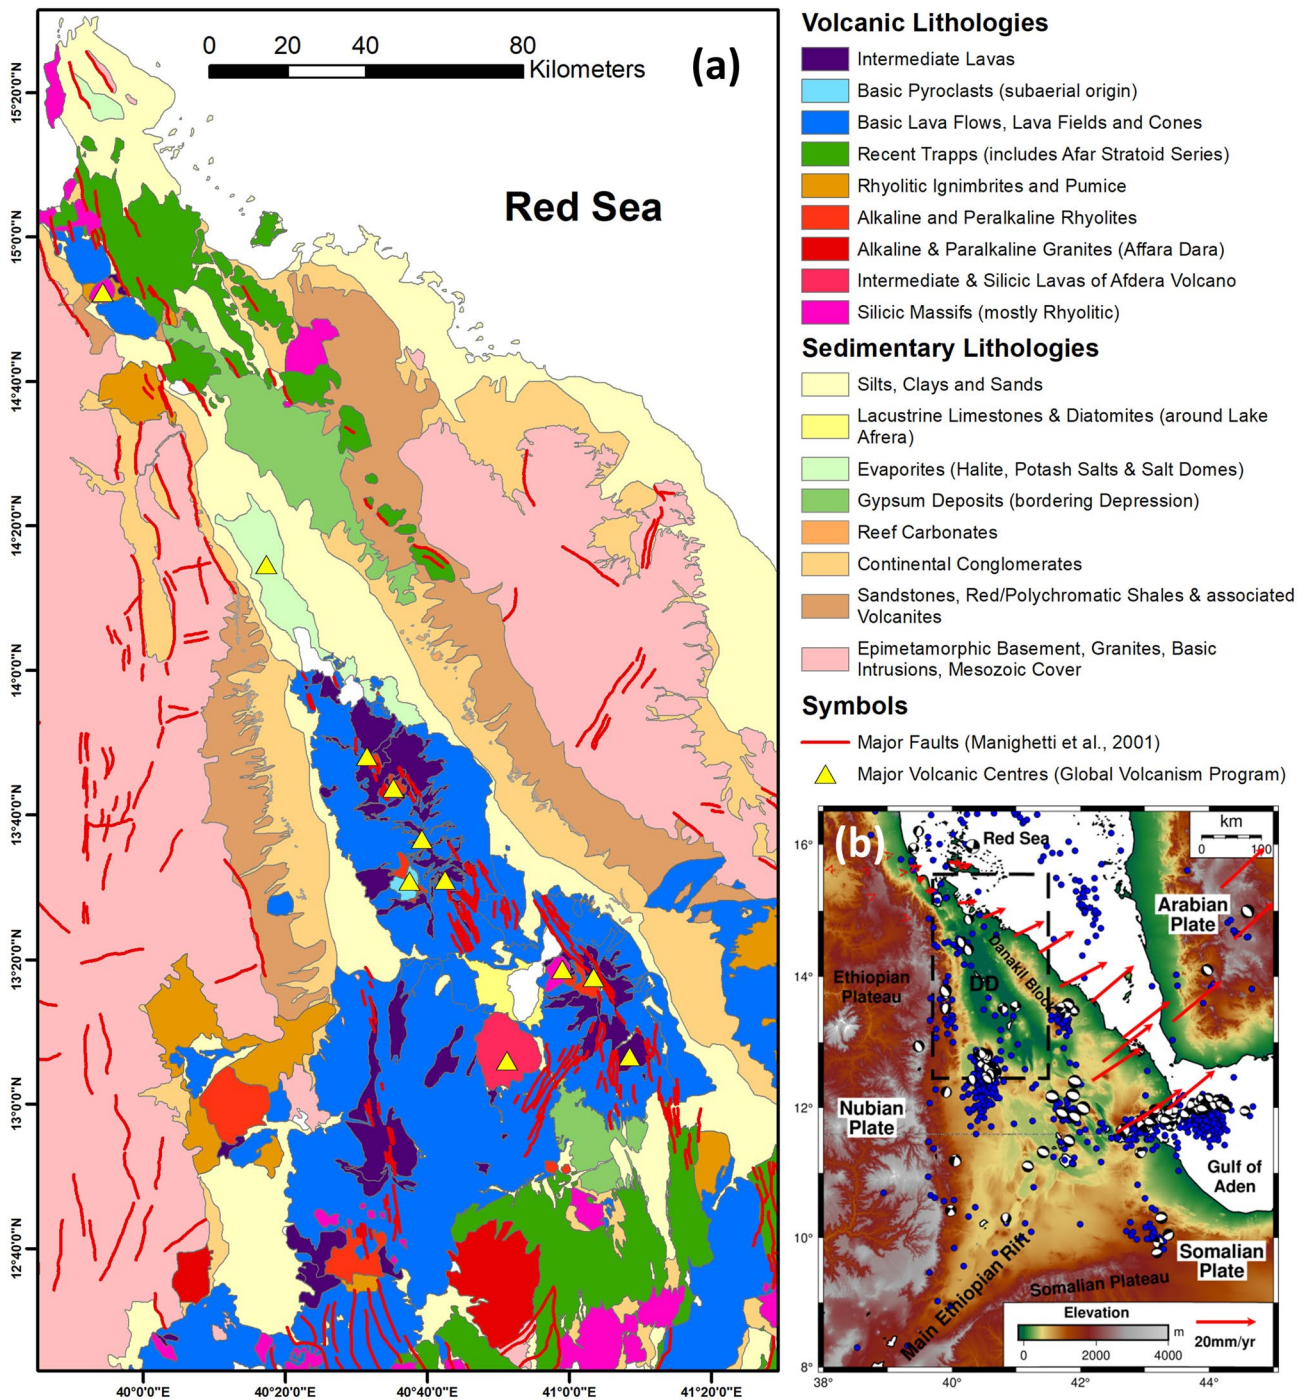 0 20 40 80
Kilometers
(a)
Red Sea
15°20'0"N
15°0'0"N
14°40'0"N
14°20'0"N
14°0'0"N
13°40'0"N
13°20'0"N
13°0'0"N
12°40'0"N
40°0'0"E 40°20'0"E 40°40'0"E 41°0'0"E 41°20'0"E
Volcanic Lithologies
Intermediate Lavas
Basic Pyroclasts (subaerial origin)
Basic Lava Flows, Lava Fields and Cones
Recent Trapps (includes Afar Stratoid Series)
Rhyolitic Ignimbrites and Pumice
Alkaline and Peralkaline Rhyolites
Alkaline & Paralkaline Granites (Affara Dara)
Intermediate & Silicic Lavas of Afdera Volcano
Silicic Massifs (mostly Rhyolitic)
Sedimentary Lithologies
Silts, Clays and Sands
Lacustrine Limestones & Diatomites (around Lake
Afrera)
Evaporites (Halite, Potash Salts & Salt Domes)
Gypsum Deposits (bordering Depression)
Reef Carbonates
Continental Conglomerates
Sandstones, Red/Polychromatic Shales & associated
Volcanites
Epimetamorphic Basement, Granites, Basic
Intrusions, Mesozoic Cover
Symbols
Major Faults (Manighetti et al., 2001)
Major Volcanic Centres (Global Volcanism Program)
(b)
Red Sea
km
0 100
Arabian
Plate
Danakil Block
Ethiopian
Plateau
DD
Nubian
Plate
Gulf of
Aden
Somalian
Plate
Somalian Plateau
Main Ethiopian Rift
Elevation
m
0 2000 4000
20mm/yr
16°
14°
12°
10°
8°
38° 40° 42° 44°